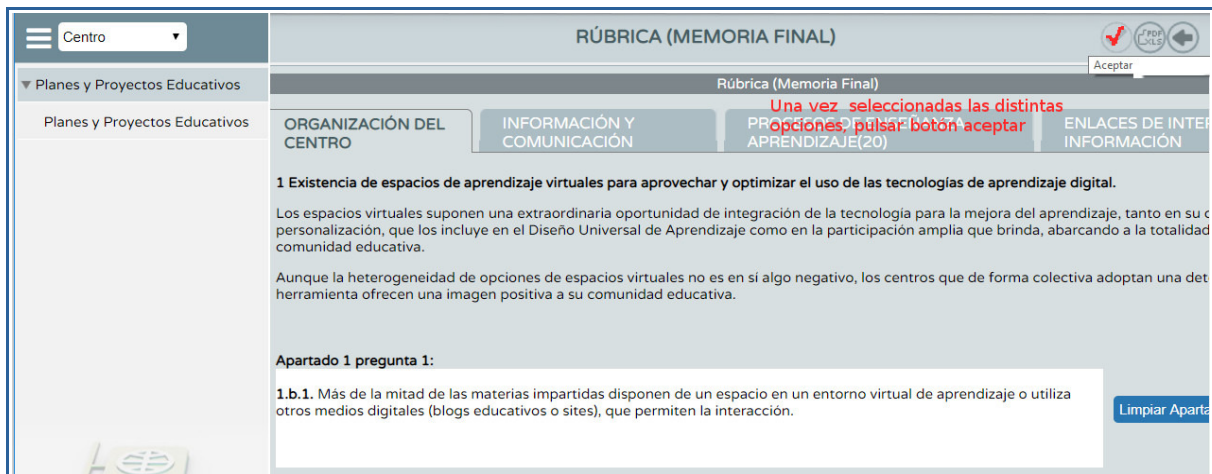 Centro
RÚBRICA (MEMORIA FINAL)
PDF
XLS
Aceptar
Planes y Proyectos Educativos
Rúbrica (Memoria Final)
Planes y Proyectos Educativos
Una vez seleccionadas las distintas
opciones, pulsar botón aceptar
ORGANIZACIÓN DEL
CENTRO
INFORMACIÓN Y
COMUNICACIÓN
PROCESOS DE ENSEÑANZA
APRENDIZAJE(20)
ENLACES DE INTER
INFORMACIÓN
1 Existencia de espacios de aprendizaje virtuales para aprovechar y optimizar el uso de las tecnologías de aprendizaje digital.
Los espacios virtuales suponen una extraordinaria oportunidad de integración de la tecnología para la mejora del aprendizaje, tanto en su
personalización, que los incluye en el Diseño Universal de Aprendizaje como en la participación amplia que brinda, abarcando a la totalidad
comunidad educativa.
Aunque la heterogeneidad de opciones de espacios virtuales no es en sí algo negativo, los centros que de forma colectiva adoptan una det
herramienta ofrecen una imagen positiva a su comunidad educativa.
Apartado 1 pregunta 1:
1.b.1. Más de la mitad de las materias impartidas disponen de un espacio en un entorno virtual de aprendizaje o utiliza
otros medios digitales (blogs educativos o sites), que permiten la interacción.
Limpiar Aparta